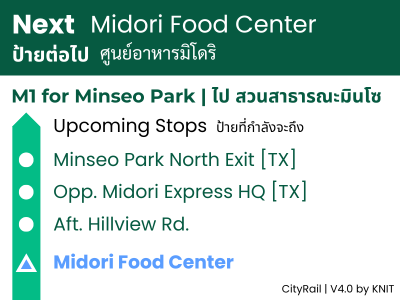 Next Midori Food Center
ป้ายต่อไป ศูนย์อาหารมิโดริ
M1 for Minseo Park | ไป สวนสาธารณะมินโซ
Upcoming Stops ป้ายที่กำลังจะถึง
Minseo Park North Exit [TX]
Opp. Midori Express HQ [TX]
Aft. Hillview Rd.
Midori Food Center
CityRail | V4.0 by KNIT